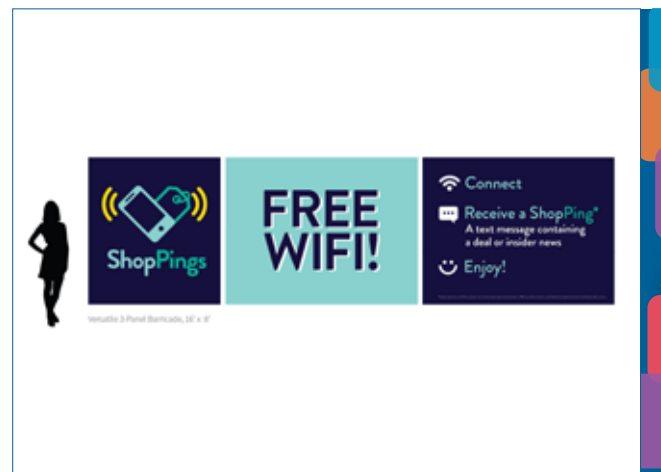 ShopPings
FREE
WIFI!
Connect
Receive a ShopPing*
A text message containing
a deal or insider news
Enjoy!
Versatile 3-Panel Barricade, 16' x 8'